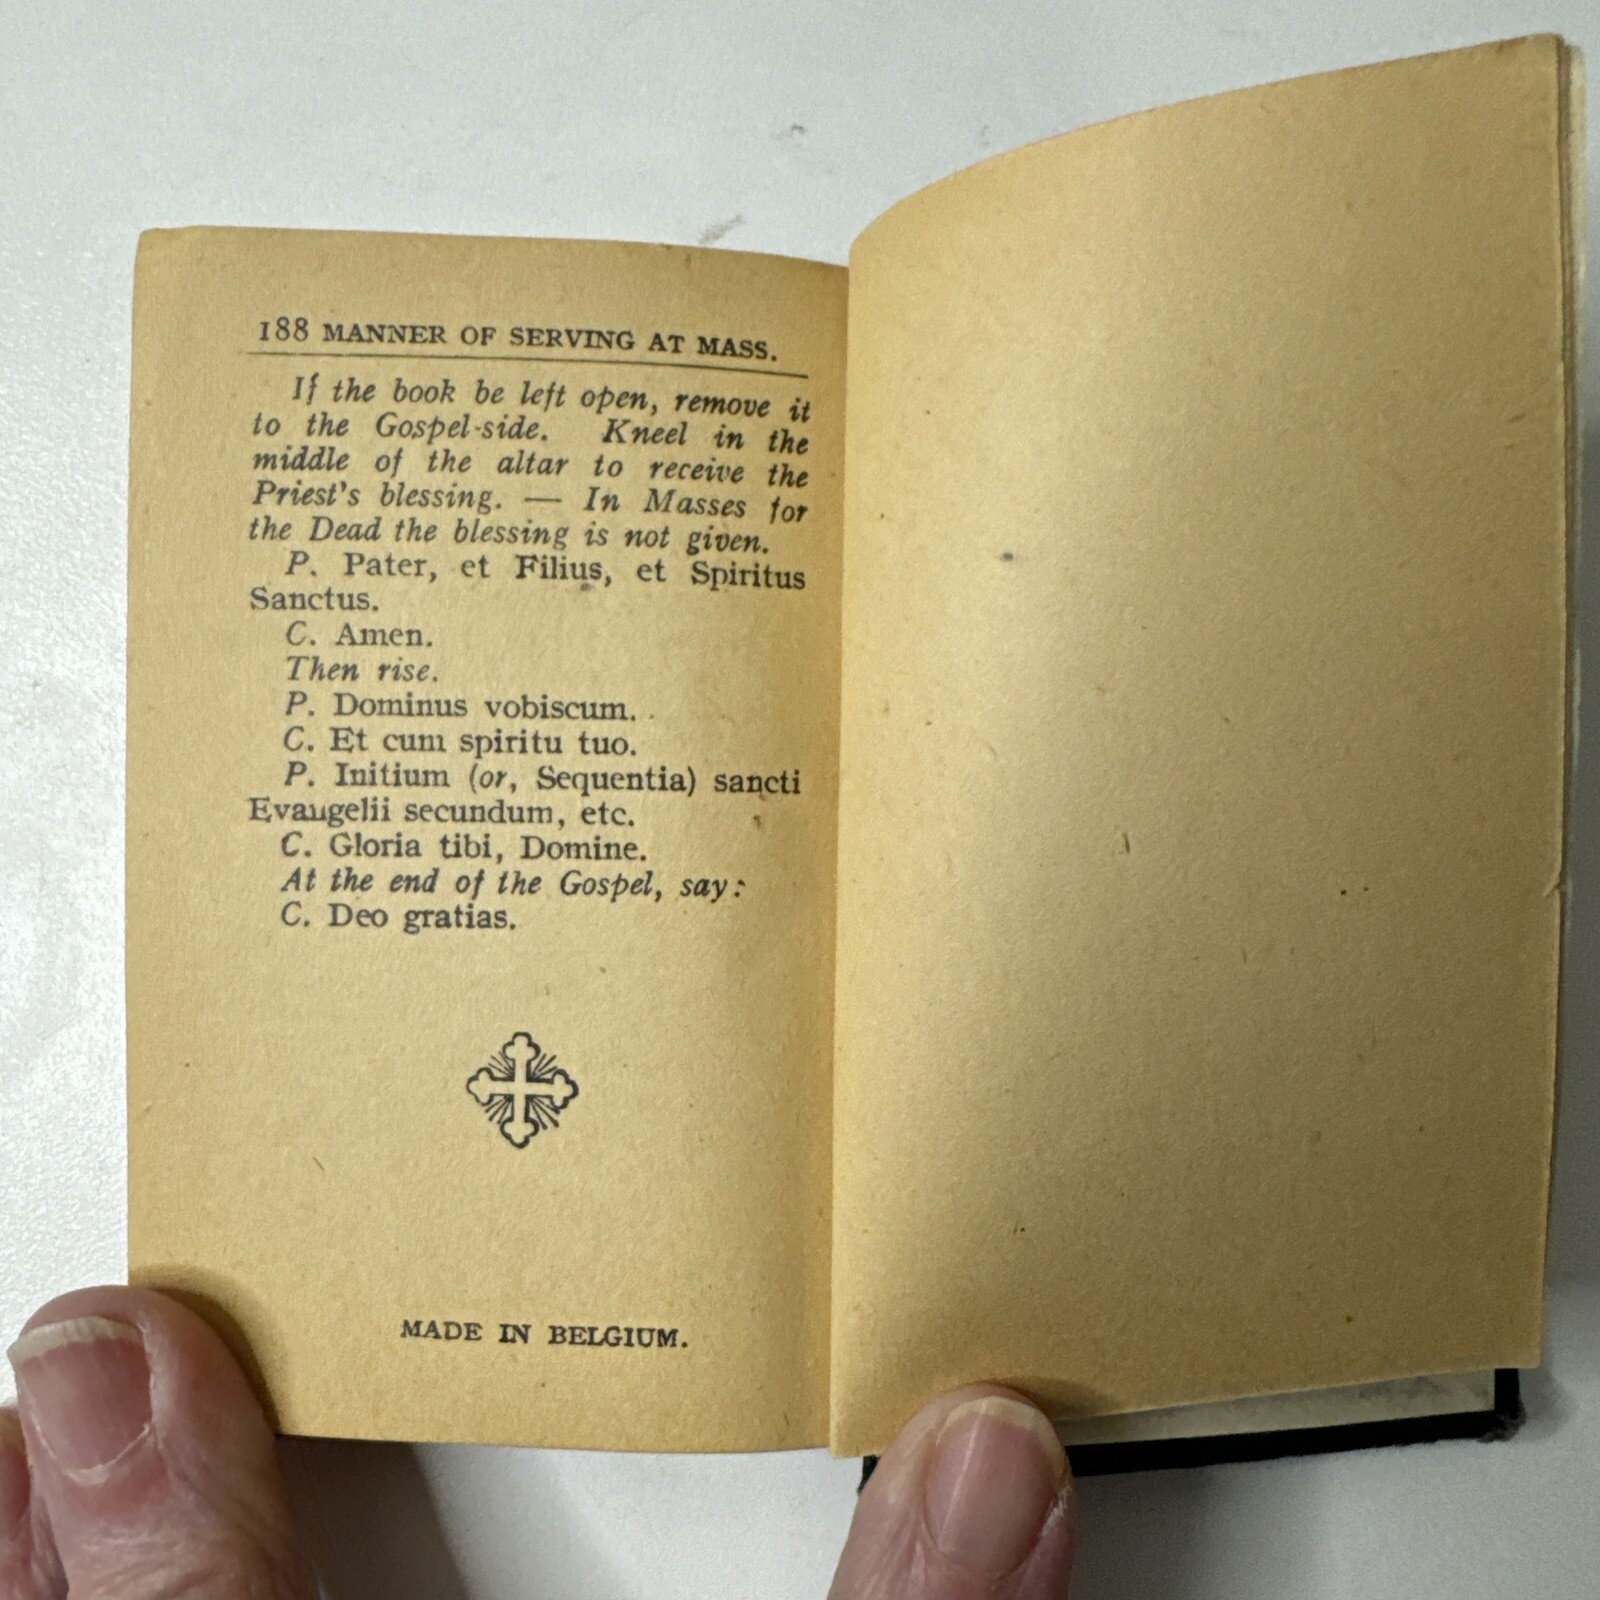 188 MANNER OF SERVING AT MASS.
If the book be left open, remove it
to the Gospel-side. Kneel in the
middle of the altar to receive the
Priest's blessing. — In Masses for
the Dead the blessing is not given.
P. Pater, et Filius, et Spiritus
Sanctus.
C. Amen.
Then rise.
P. Dominus vobiscum.
C. Et cum spiritu tuo.
P. Initium (or, Sequentia) sancti
Evangelii secundum, etc.
C. Gloria tibi, Domine.
At the end of the Gospel, say:
C. Deo gratias.
MADE IN BELGIUM.